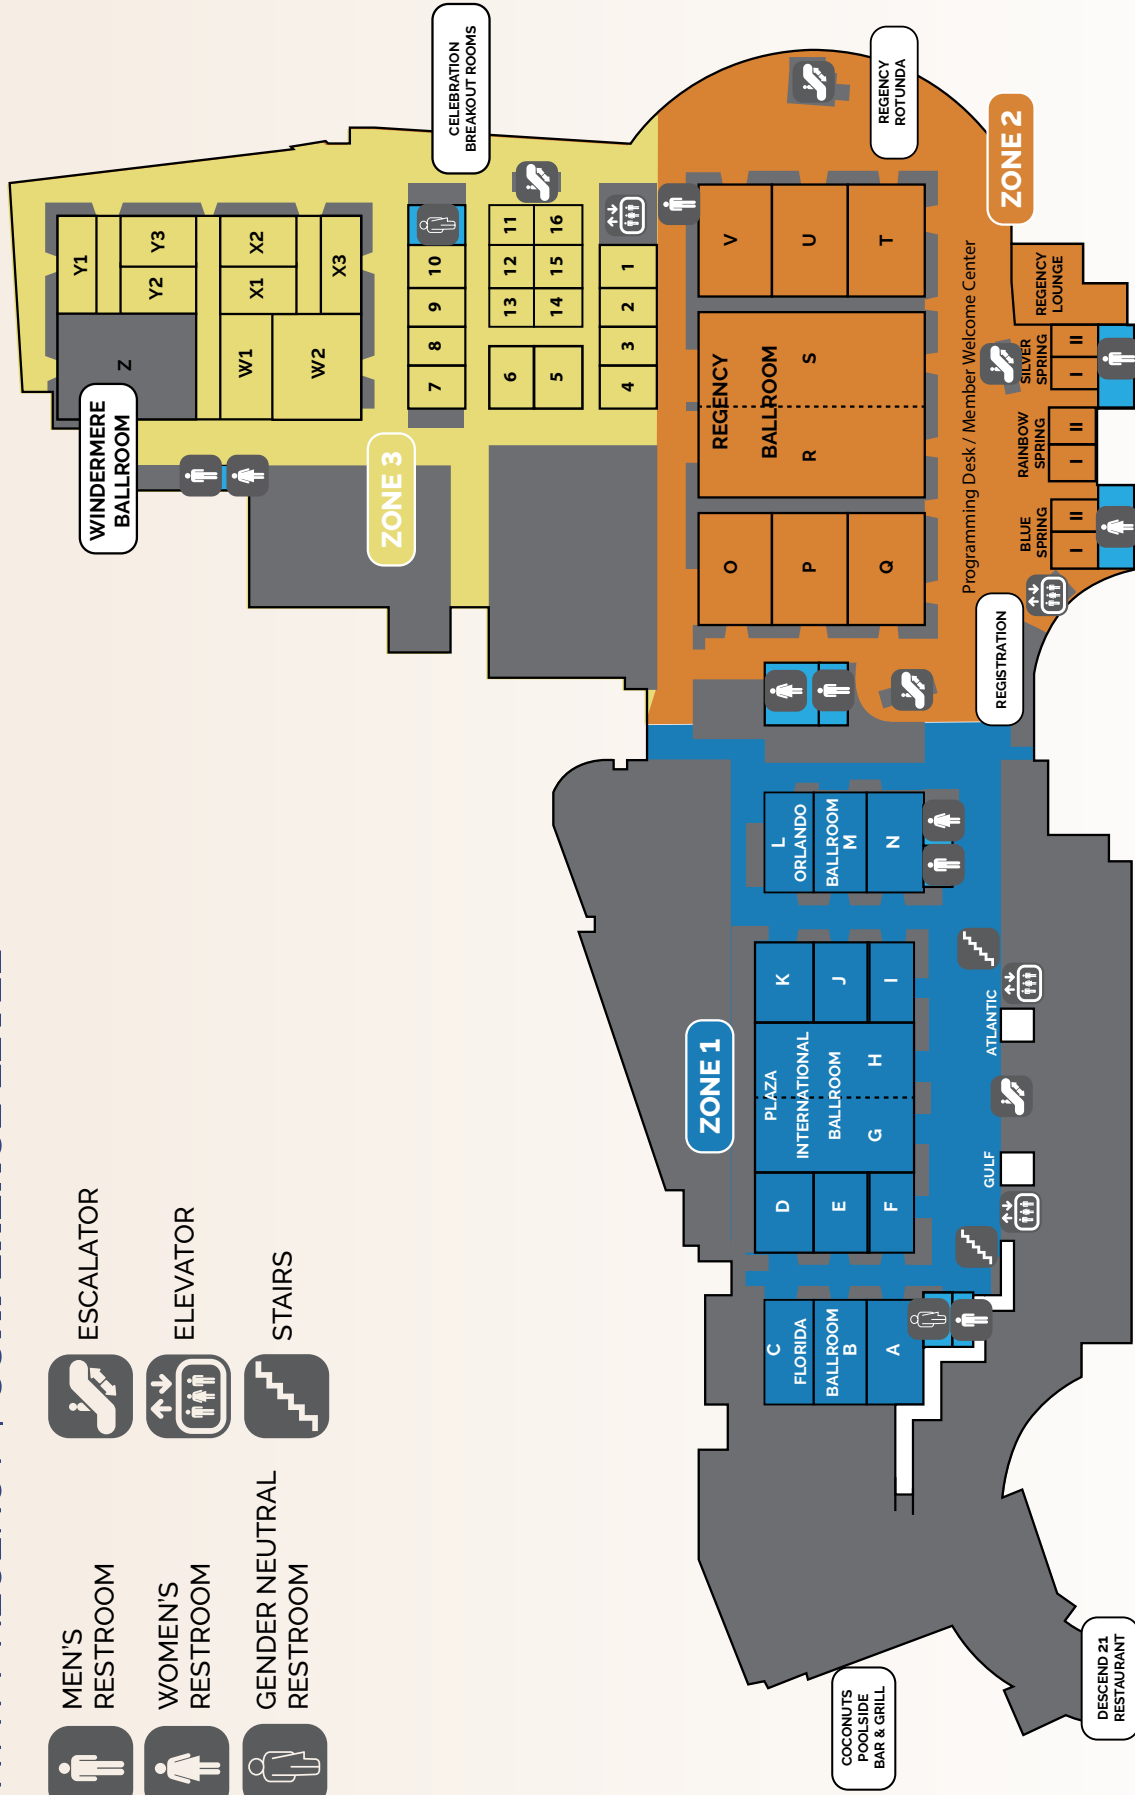 MEN'S
RESTROOM
WOMEN'S
RESTROOM
GENDER NEUTRAL
RESTROOM
ESCALATOR
ELEVATOR
STAIRS
COCONUTS
POOLSIDE
BAR & GRILL
DESCEND 21
RESTAURANT
ZONE 1
C
FLORIDA
BALLROOM
B
A
D
E
F
PLAZA
INTERNATIONAL
BALLROOM
G
H
K
J
I
GULF
ATLANTIC
L
ORLANDO
BALLROOM
M
N
ZONE 3
WINDERMERE
BALLROOM
Z
Y1
Y2
Y3
W1
X1
X2
W2
X3
CELEBRATION
BREAKOUT ROOMS
7
8
9
10
6
13
12
11
5
14
15
16
4
3
2
1
REGENCY
ROTUNDA
ZONE 2
O
P
Q
REGENCY
BALLROOM
R
S
V
U
T
Programming Desk / Member Welcome Center
REGISTRATION
BLUE
SPRING
I
II
RAINBOW
SPRING
I
II
SILVER
SPRING
I
II
REGENCY
LOUNGE